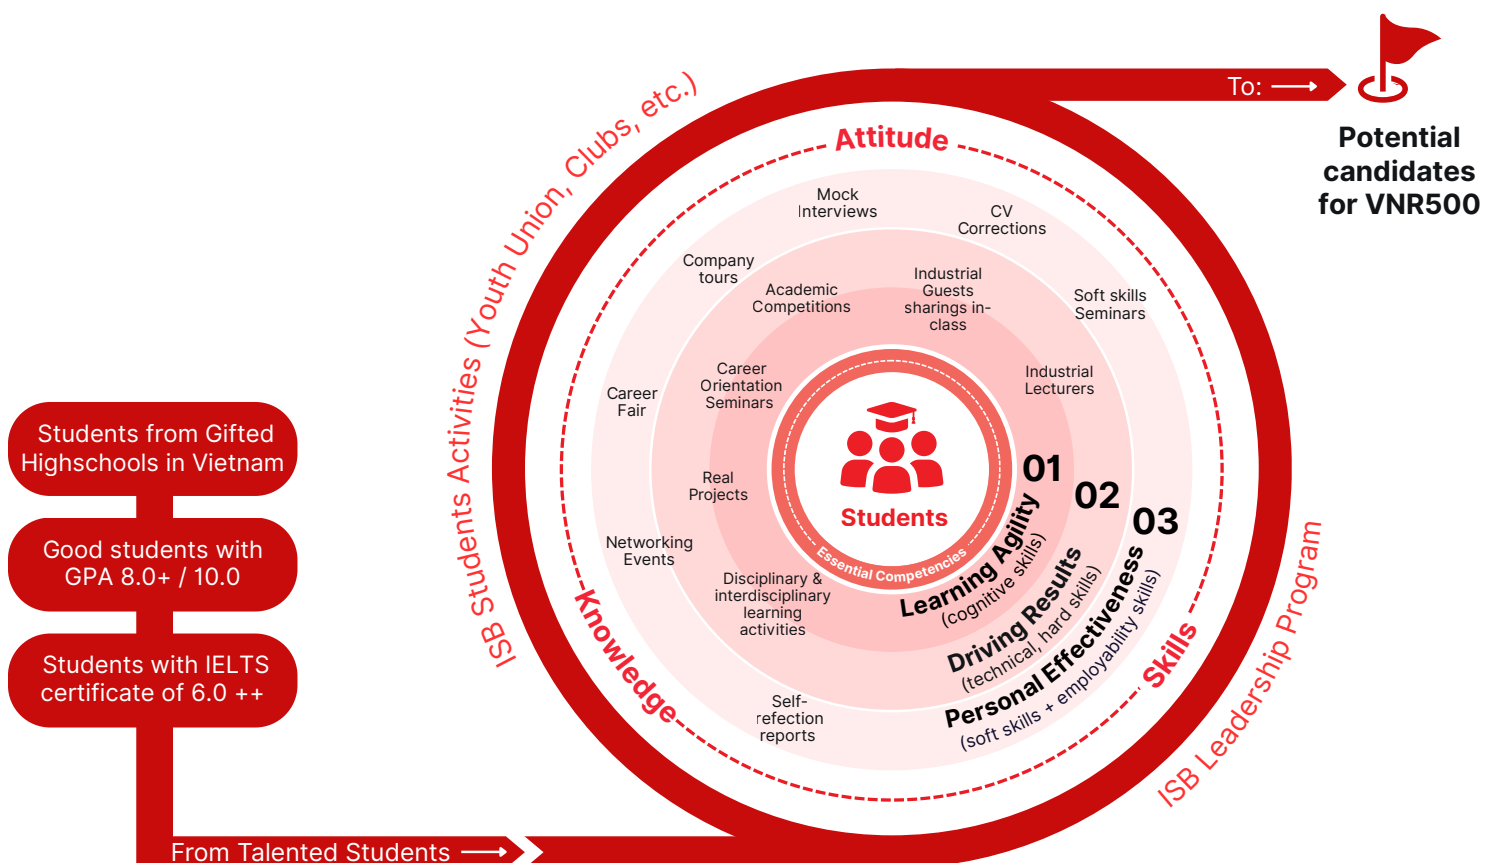 To:
Potential
candidates
for VNR500
ISB Students Activities (Youth Union, Clubs, etc.)
Attitude
Mock
Interviews
CV
Corrections
Company
tours
Academic
Competitions
Industrial
Guests
sharings in-
class
Soft skills
Seminars
Career
Orientation
Seminars
Industrial
Lecturers
Career
Fair
Students from Gifted
Highschools in Vietnam
Good students with
GPA 8.0+ / 10.0
Students with IELTS
certificate of 6.0 ++
Real
Projects
Students
Essential Competencies
01
Learning Agility
(cognitive skills)
02
Driving Results
(technical, hard skills)
03
Personal Effectiveness
(soft skills + employability skills)
Networking
Events
Disciplinary &
interdisciplinary
learning
activities
Knowledge
Skills
ISB Leadership Program
Self-
refection
reports
From Talented Students